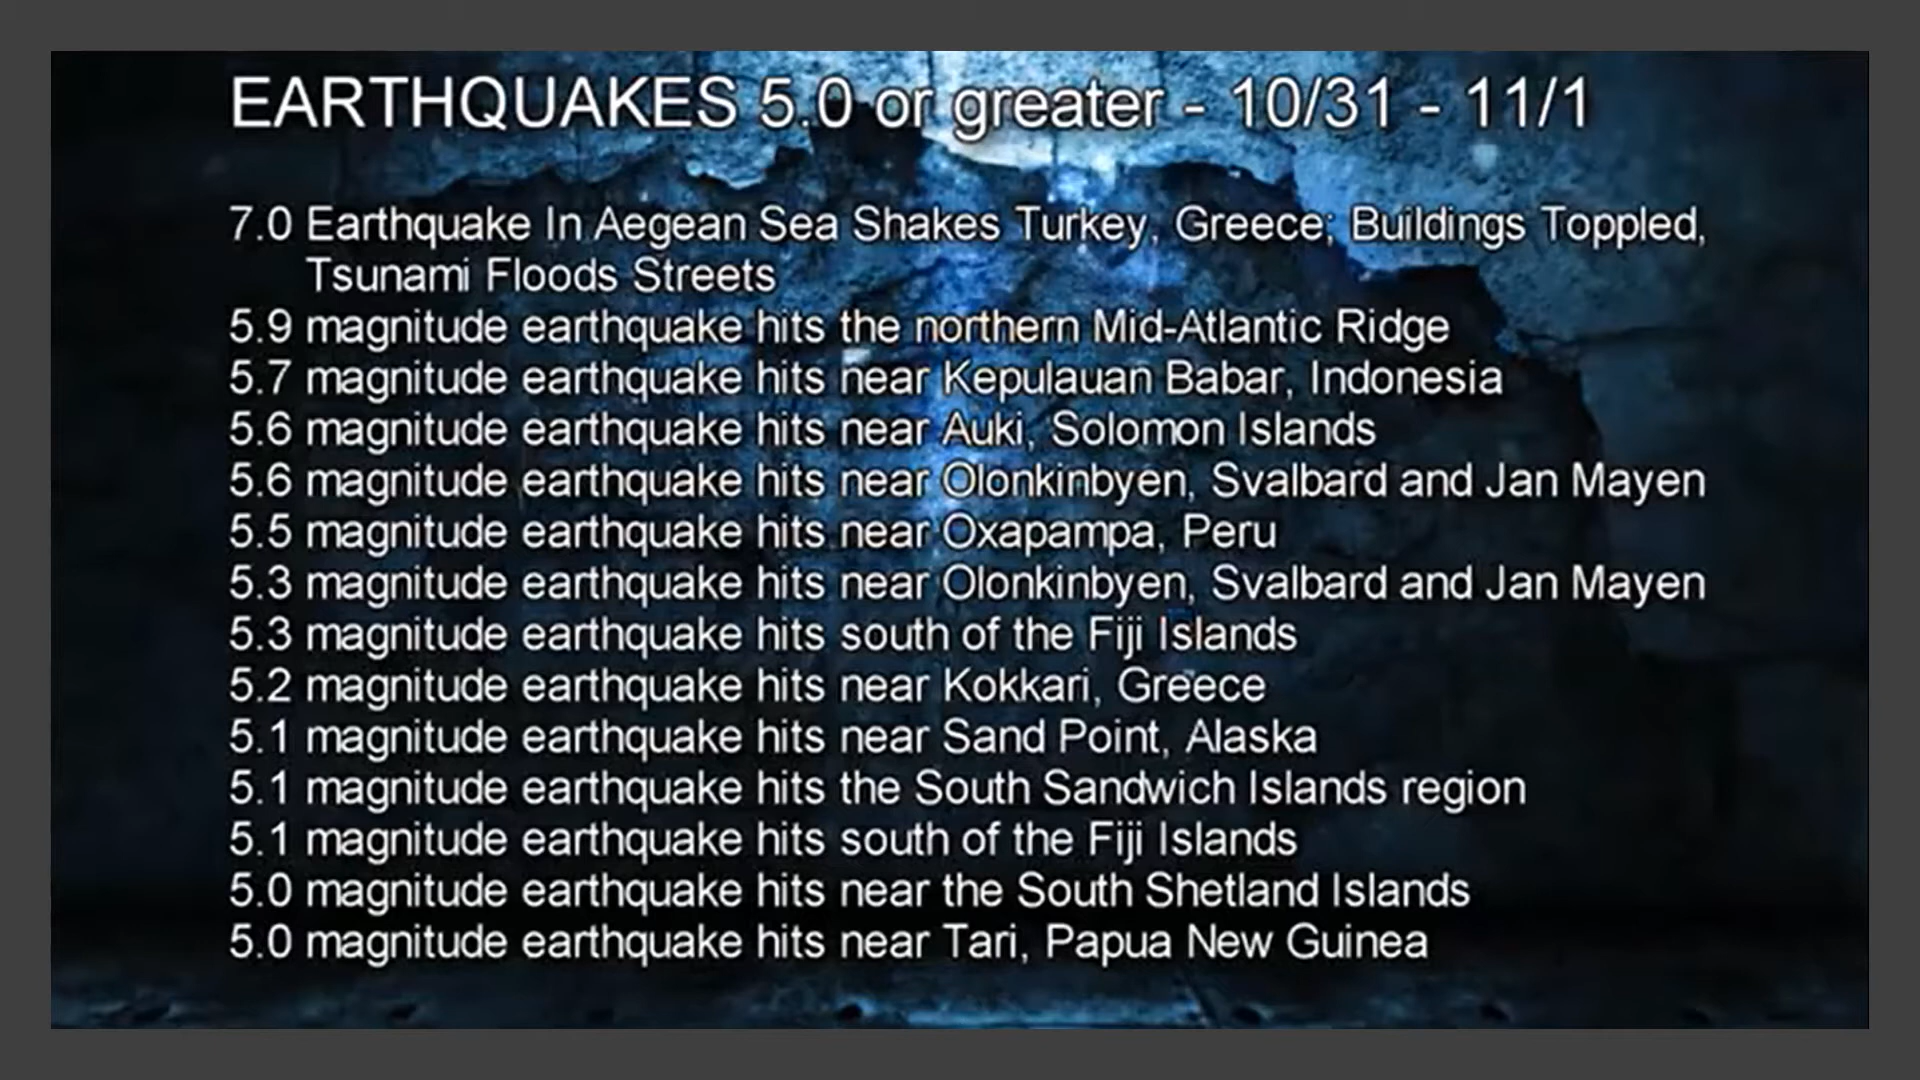 EARTHQUAKES 5.0 or greater - 10/31 - 11/1
7.0 Earthquake In Aegean Sea Shakes Turkey, Greece; Buildings Toppled,
Tsunami Floods Streets
5.9 magnitude earthquake hits the northern Mid-Atlantic Ridge
5.7 magnitude earthquake hits near Kepulauan Babar, Indonesia
5.6 magnitude earthquake hits near Auki, Solomon Islands
5.6 magnitude earthquake hits near Olonkinbyen, Svalbard and Jan Mayen
5.5 magnitude earthquake hits near Oxapampa, Peru
5.3 magnitude earthquake hits near Olonkinbyen, Svalbard and Jan Mayen
5.3 magnitude earthquake hits south of the Fiji Islands
5.2 magnitude earthquake hits near Kokkari, Greece
5.1 magnitude earthquake hits near Sand Point, Alaska
5.1 magnitude earthquake hits the South Sandwich Islands region
5.1 magnitude earthquake hits south of the Fiji Islands
5.0 magnitude earthquake hits near the South Shetland Islands
5.0 magnitude earthquake hits near Tari, Papua New Guinea